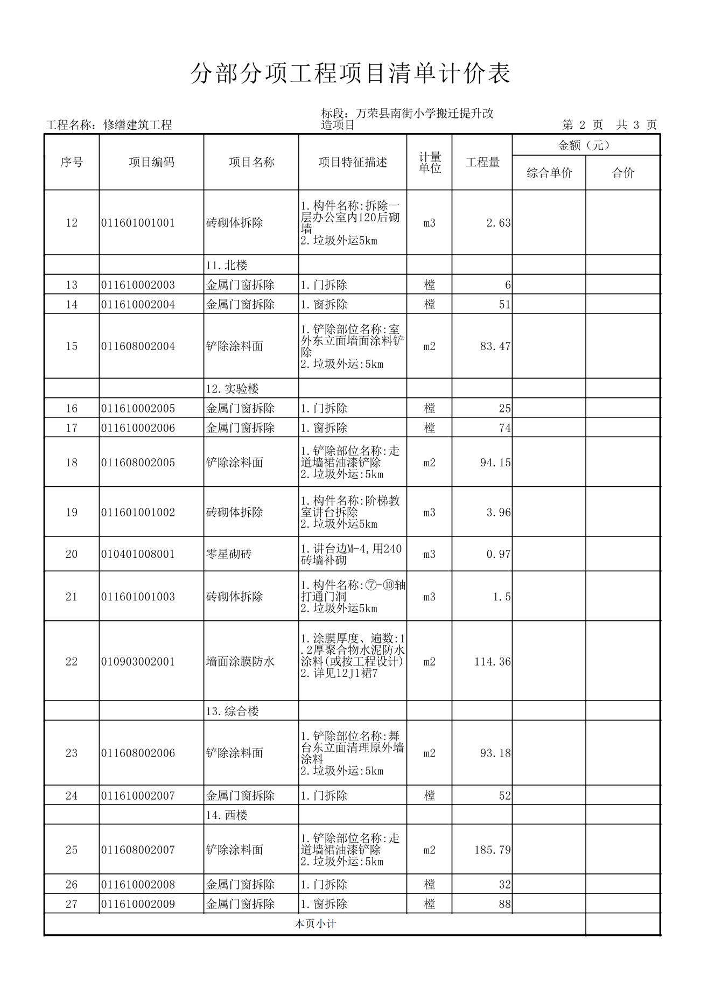 分部分项工程项目清单计价表
工程名称：修缮建筑工程
标段：万荣县南街小学搬迁提升改
造项目
第 2 页 共 3 页
序号 项目编码 项目名称 项目特征描述 计量
单位 工程量 金额（元）
综合单价 合价
12 011601001001 砖砌体拆除 1.构件名称:拆除一
层办公室内120后砌
墙
2.垃圾外运5km m3 2.63
11.北楼
13 011610002003 金属门窗拆除 1.门拆除 樘 6
14 011610002004 金属门窗拆除 1.窗拆除 樘 51
15 011608002004 铲除涂料面 1.铲除部位名称:室
外东立面墙面涂料铲
除
2.垃圾外运:5km m2 83.47
12.实验楼
16 011610002005 金属门窗拆除 1.门拆除 樘 25
17 011610002006 金属门窗拆除 1.窗拆除 樘 74
18 011608002005 铲除涂料面 1.铲除部位名称:走
道墙裙油漆铲除
2.垃圾外运:5km m2 94.15
19 011601001002 砖砌体拆除 1.构件名称:阶梯教
室讲台拆除
2.垃圾外运5km m3 3.96
20 010401008001 零星砌砖 1.讲台边M-4,用240
砖墙补砌 m3 0.97
21 011601001003 砖砌体拆除 1.构件名称:⑦-⑩轴
打通门洞
2.垃圾外运5km m3 1.5
22 010903002001 墙面涂膜防水 1.涂膜厚度、遍数:1
.2厚聚合物水泥防水
涂料(或按工程设计)
2.详见12J1裙7 m2 114.36
13.综合楼
23 011608002006 铲除涂料面 1.铲除部位名称:舞
台东立面清理原外墙
涂料
2.垃圾外运:5km m2 93.18
24 011610002007 金属门窗拆除 1.门拆除 樘 52
14.西楼
25 011608002007 铲除涂料面 1.铲除部位名称:走
道墙裙油漆铲除
2.垃圾外运:5km m2 185.79
26 011610002008 金属门窗拆除 1.门拆除 樘 32
27 011610002009 金属门窗拆除 1.窗拆除 樘 88
本页小计